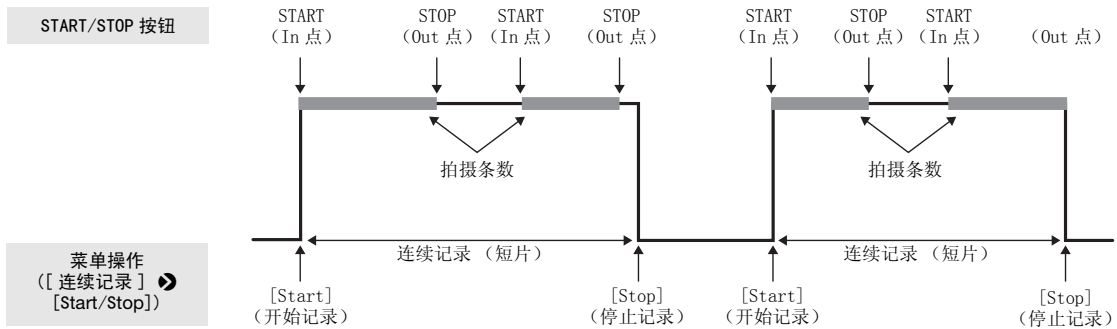 START/STOP 按钮
START STOP START STOP START STOP START
（In 点） （Out 点） （In 点） （Out 点） （In 点） （Out 点） （In 点） （Out 点）
拍摄条数 拍摄条数
连续记录 （短片） 连续记录 （短片）
菜单操作
（[ 连续记录 ] ❯
[Start/Stop]）
[Start] [Stop] [Start] [Stop]
（开始记录） （停止记录） （开始记录） （停止记录）